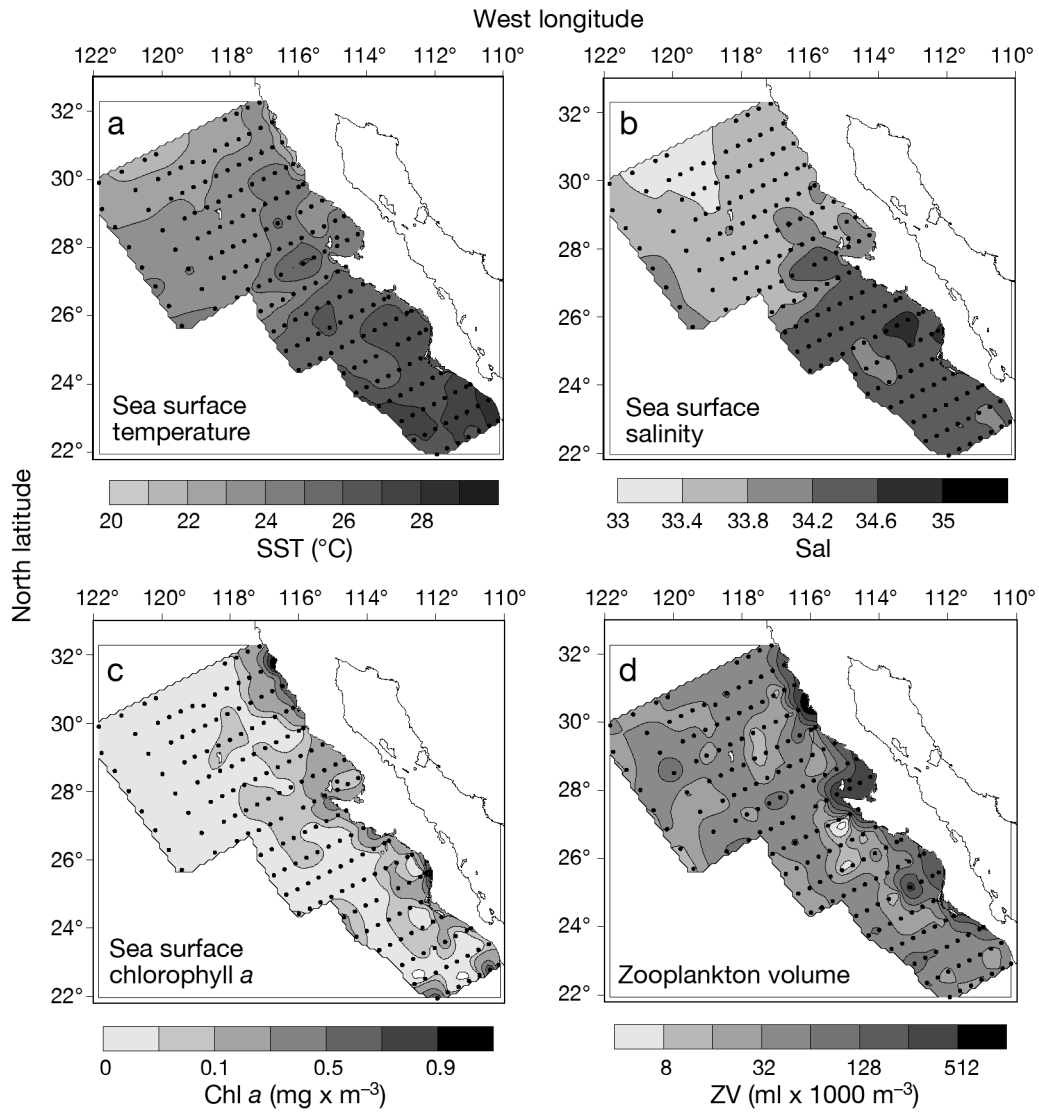 West longitude
122° 120° 118° 116° 114° 112° 110°
122° 120° 118° 116° 114° 112° 110°
32°
30°
28°
26°
24°
22°
a
Sea surface
temperature
32°
30°
28°
26°
24°
22°
b
Sea surface
salinity
20 22 24 26 28
SST (°C)
33 33.4 33.8 34.2 34.6 35
Sal
North latitude
122° 120° 118° 116° 114° 112° 110°
122° 120° 118° 116° 114° 112° 110°
32°
30°
28°
26°
24°
22°
c
Sea surface
chlorophyll a
32°
30°
28°
26°
24°
22°
d
Zooplankton volume
0 0.1 0.5 0.9
Chl a (mg x m⁻³)
8 32 128 512
ZV (ml x 1000 m⁻³)